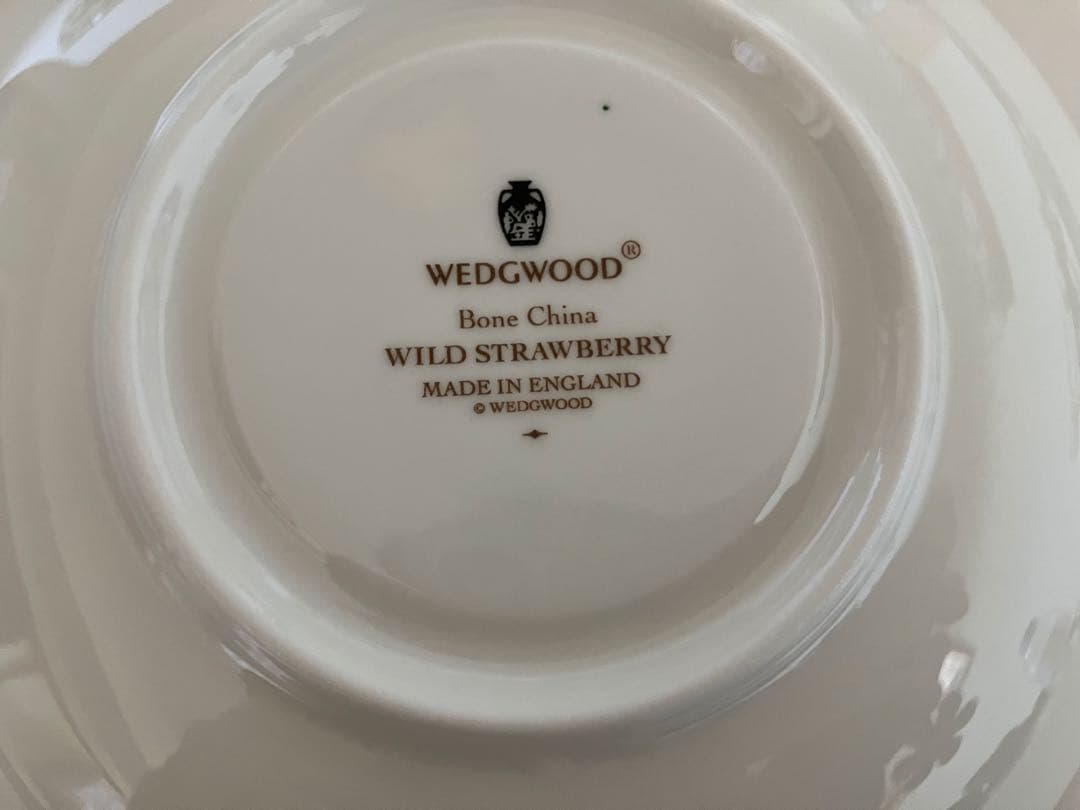 WEDGWOOD®
Bone China
WILD STRAWBERRY
MADE IN ENGLAND
© WEDGWOOD